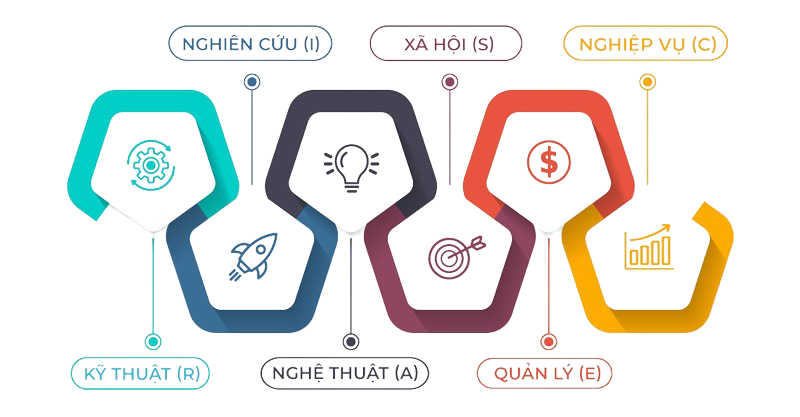 NGHIÊN CỨU (I)
XÃ HỘI (S)
NGHIỆP VỤ (C)
$
KỸ THUẬT (R)
NGHỆ THUẬT (A)
QUẢN LÝ (E)